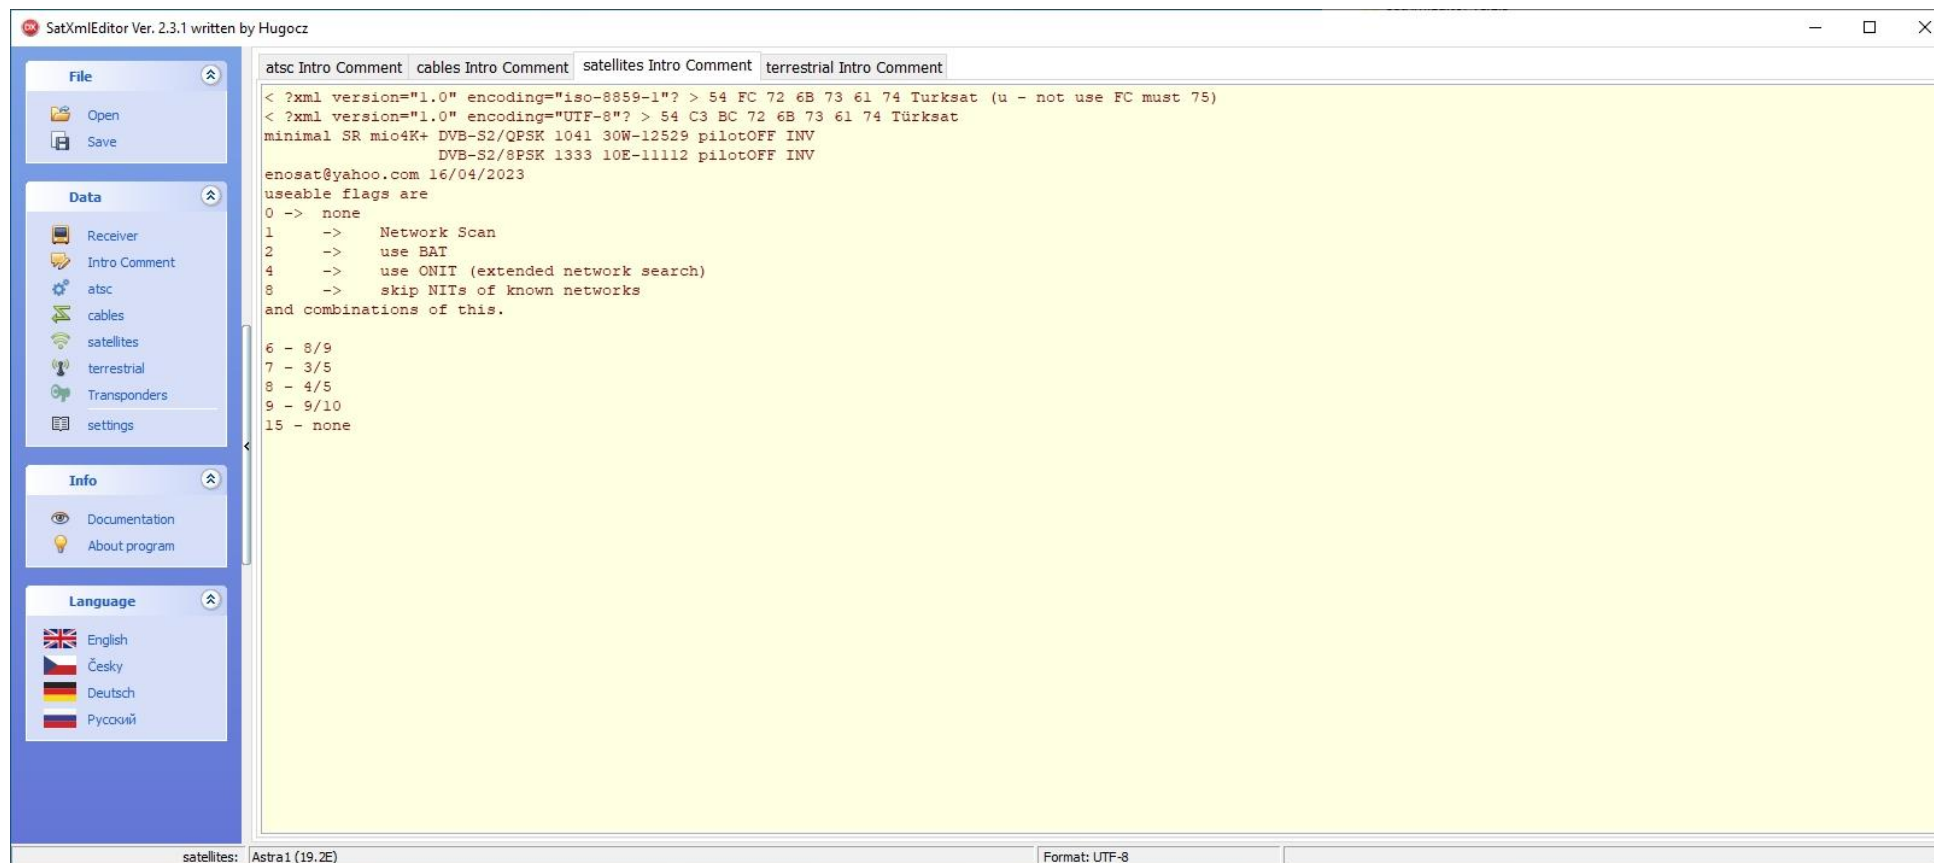 SatXmlEditor Ver. 2.3.1 written by Hugocz
File
Open
Save
Data
Receiver
Intro Comment
atsc
cables
satellites
terrestrial
Transponders
settings
Info
Documentation
About program
Language
English
Česky
Deutsch
Русский
atsc Intro Comment cables Intro Comment satellites Intro Comment terrestrial Intro Comment
< ?xml version="1.0" encoding="iso-8859-1"? > 54 FC 72 6B 73 61 74 Turksat (u - not use FC must 75)
< ?xml version="1.0" encoding="UTF-8"? > 54 C3 BC 72 6B 73 61 74 Türksat
minimal SR mio4K+ DVB-S2/QPSK 1041 30W-12529 pilotOFF INV
DVB-S2/8PSK 1333 10E-11112 pilotOFF INV
enosat@yahoo.com 16/04/2023
useable flags are
0 -> none
1 -> Network Scan
2 -> use BAT
4 -> use ONIT (extended network search)
8 -> skip NITs of known networks
and combinations of this.
6 - 8/9
7 - 3/5
8 - 4/5
9 - 9/10
15 - none
satellites: Astra1 (19.2E) Format: UTF-8